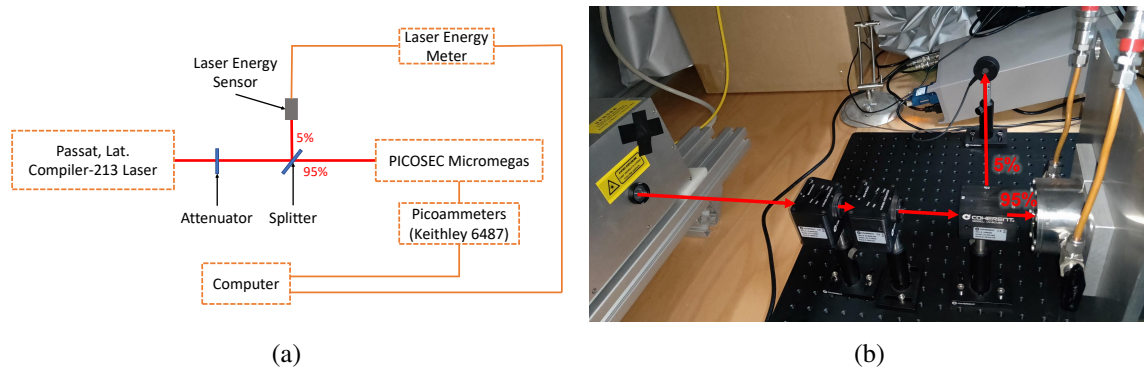 Laser Energy
Meter
Laser Energy
Sensor
5%
Passat, Lat.
Compiler-213 Laser
95%
PICOSEC Micromegas
Attenuator
Splitter
Picoammeters
(Keithley 6487)
Computer
(a)
5%
95%
COHERENT
(b)